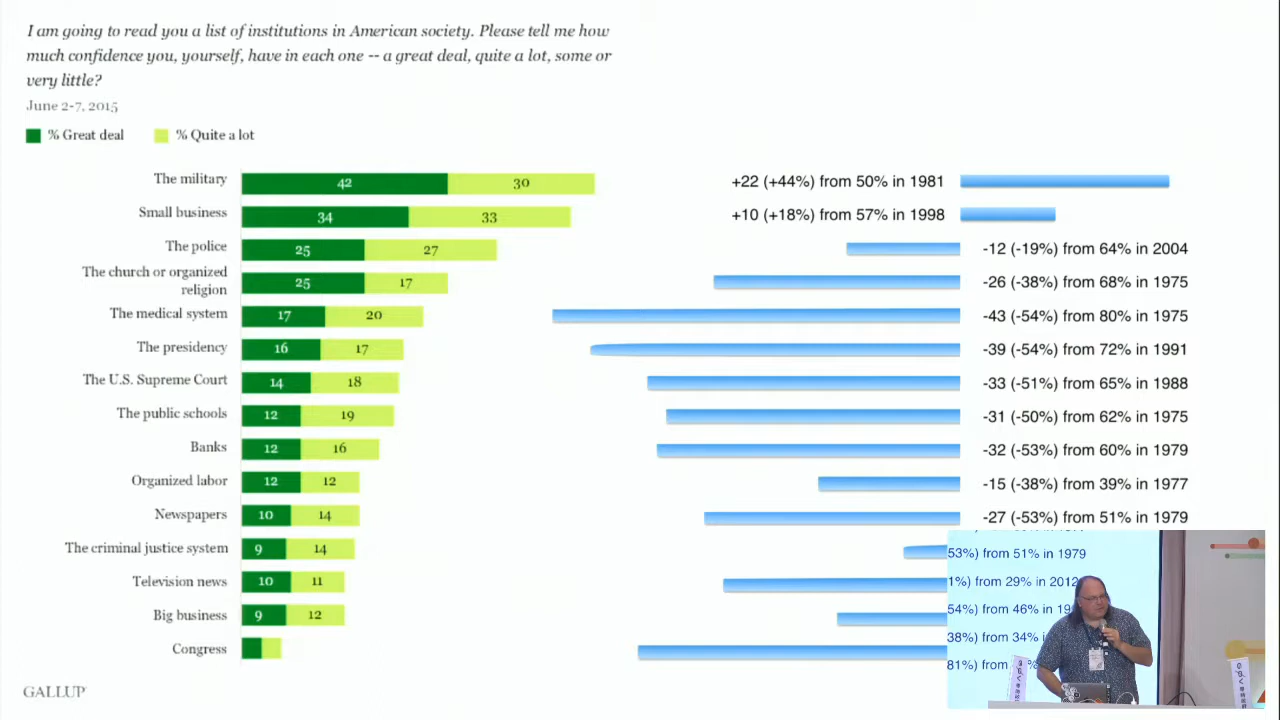 I am going to read you a list of institutions in American society. Please tell me how
much confidence you, yourself, have in each one -- a great deal, quite a lot, some or
very little?
June 2-7, 2015
% Great deal % Quite a lot
The military 42 30 +22 (+44%) from 50% in 1981
Small business 34 33 +10 (+18%) from 57% in 1998
The police 25 27 -12 (-19%) from 64% in 2004
The church or organized
religion 25 17 -26 (-38%) from 68% in 1975
The medical system 17 20 -43 (-54%) from 80% in 1975
The presidency 16 17 -39 (-54%) from 72% in 1991
The U.S. Supreme Court 14 18 -33 (-51%) from 65% in 1988
The public schools 12 19 -31 (-50%) from 62% in 1975
Banks 12 16 -32 (-53%) from 60% in 1979
Organized labor 12 12 -15 (-38%) from 39% in 1977
Newspapers 10 14 -27 (-53%) from 51% in 1979
The criminal justice system 9 14
Television news 10 11
Big business 9 12
Congress
GALLUP
53%) from 51% in 1979
1%) from 29% in 2012
54%) from 46% in 19
38%) from 34% i
81%) from